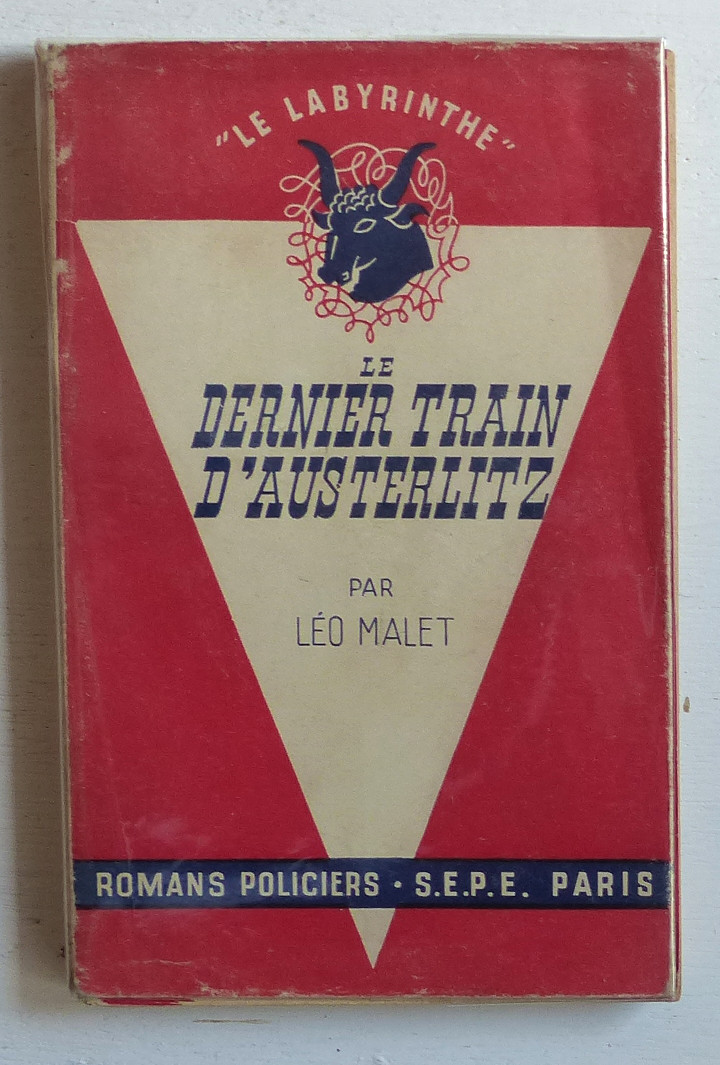 "LE LABYRINTHE"
LE
DERNIER TRAIN
D'AUSTERLITZ
PAR
LÉO MALET
ROMANS POLICIERS · S.E.P.E. PARIS